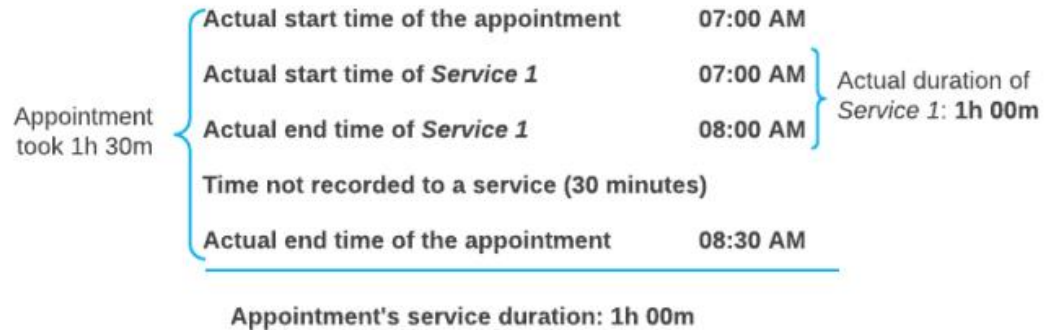 Actual start time of the appointment 07:00 AM
Actual start time of Service 1 07:00 AM
Actual end time of Service 1 08:00 AM
Time not recorded to a service (30 minutes)
Actual end time of the appointment 08:30 AM
Appointment
took 1h 30m
Actual duration of
Service 1: 1h 00m
Appointment's service duration: 1h 00m